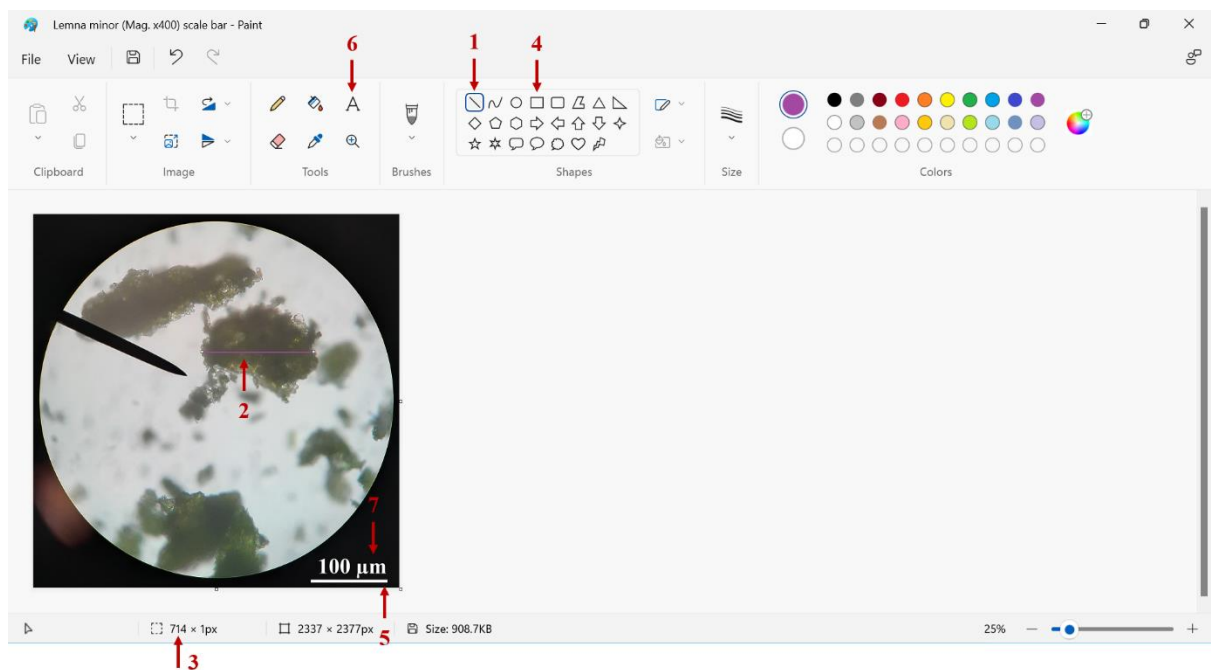 Lemna minor (Mag. x400) scale bar - Paint
File View
6 1 4
A
Clipboard Image Tools Brushes Shapes Size Colors
2
7
100 µm
714 × 1px 2337 × 2377px Size: 908.7KB 25%
5
3